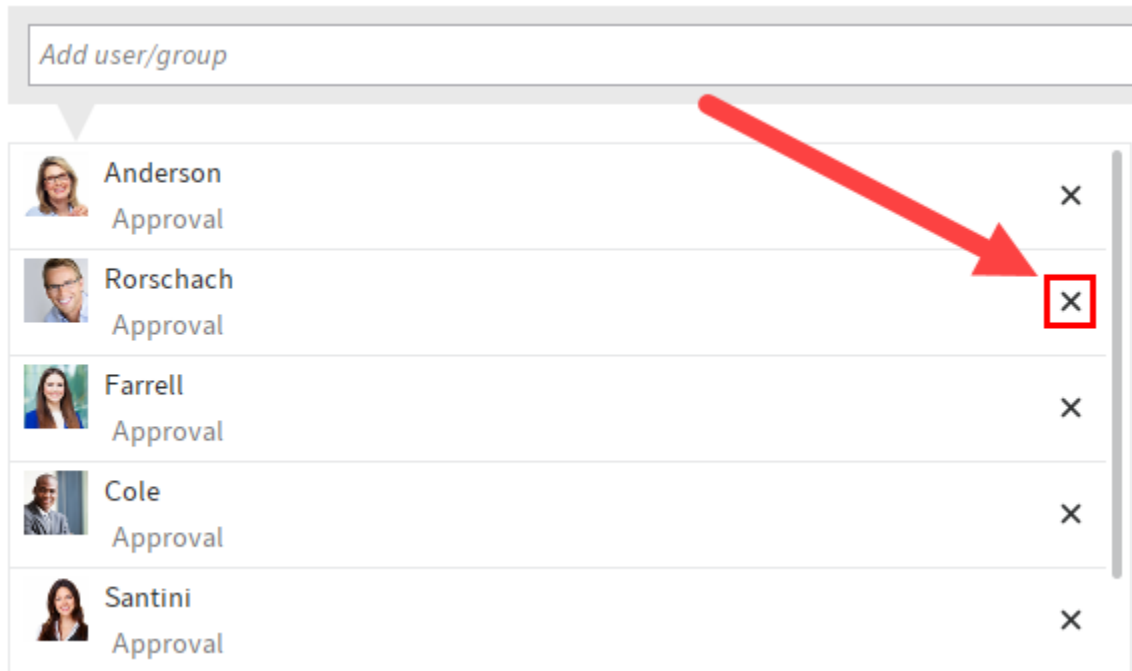 Add user/group
Anderson
Approval
Rorschach
Approval
Farrell
Approval
Cole
Approval
Santini
Approval